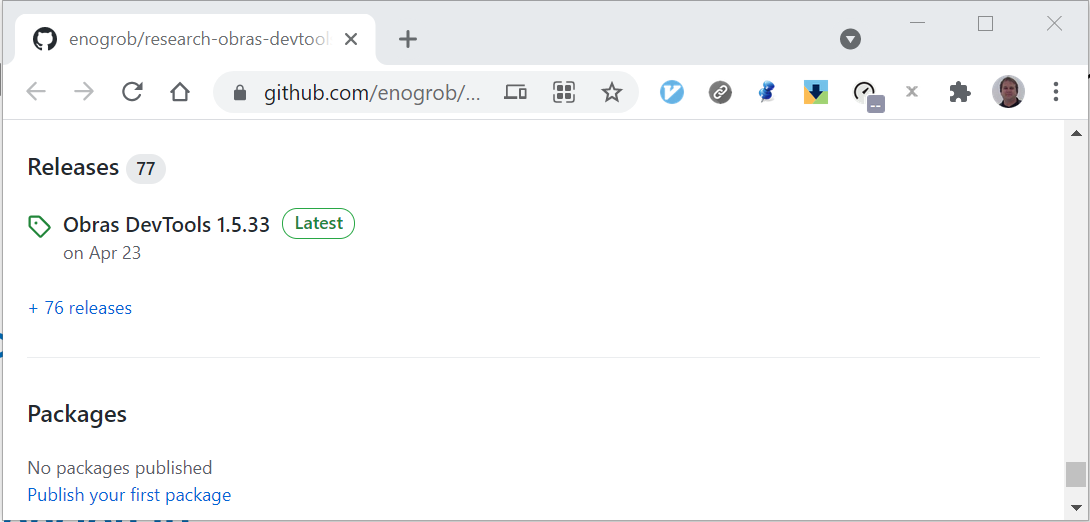 enogrob/research-obras-devtool
github.com/enogrob/...
Releases 77
Obras DevTools 1.5.33 Latest
on Apr 23
+ 76 releases
Packages
No packages published
Publish your first package